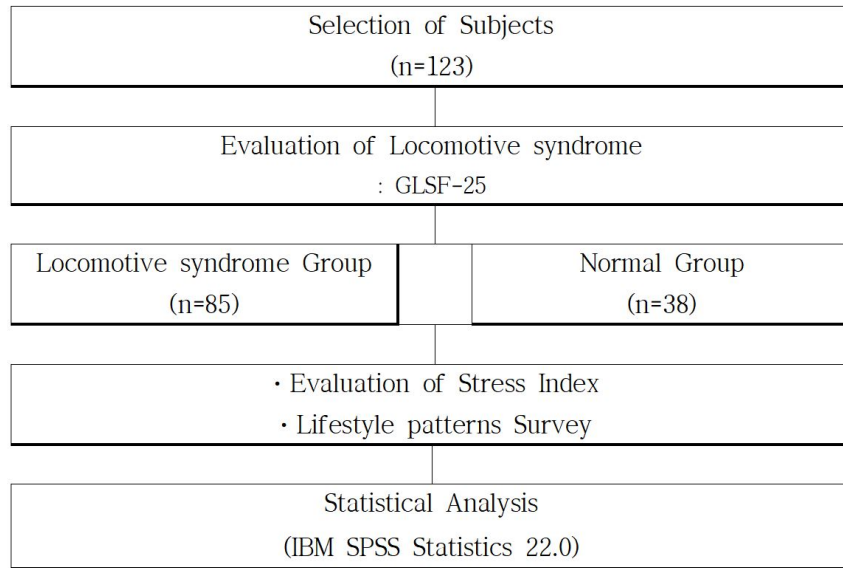 Selection of Subjects
(n=123)
Evaluation of Locomotive syndrome
: GLSF-25
Locomotive syndrome Group
(n=85)
Normal Group
(n=38)
· Evaluation of Stress Index
· Lifestyle patterns Survey
Statistical Analysis
(IBM SPSS Statistics 22.0)